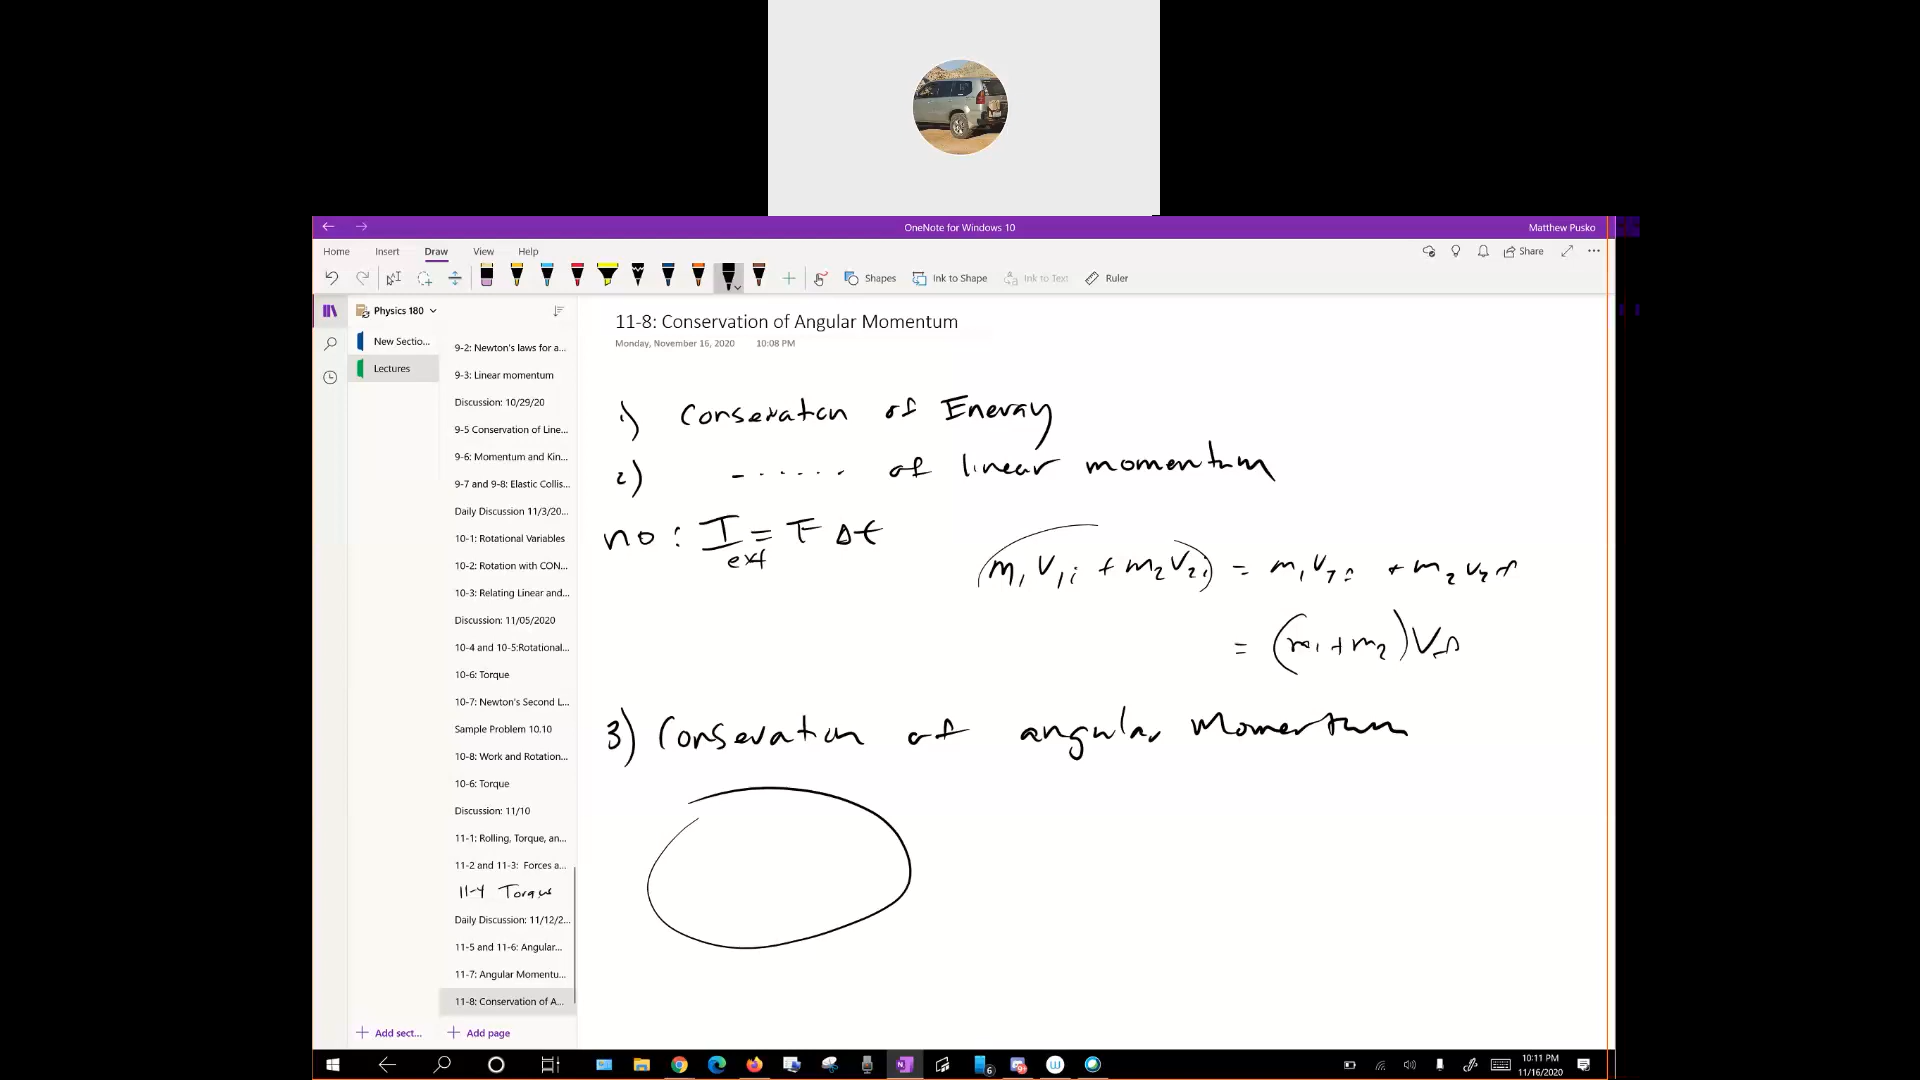 OneNote for Windows 10
Matthew Pusko
Home Insert Draw View Help
Share
Shapes Ink to Shape Ink to Text Ruler
Physics 180
New Sectio...
Lectures
9-2: Newton's laws for a...
9-3: Linear momentum
Discussion: 10/29/20
9-5 Conservation of Line...
9-6: Momentum and Kin...
9-7 and 9-8: Elastic Collis...
Daily Discussion 11/3/20...
10-1: Rotational Variables
10-2: Rotation with CON...
10-3: Relating Linear and...
Discussion: 11/05/2020
10-4 and 10-5:Rotational...
10-6: Torque
10-7: Newton's Second L...
Sample Problem 10.10
10-8: Work and Rotation...
10-6: Torque
Discussion: 11/10
11-1: Rolling, Torque, an...
11-2 and 11-3: Forces a...
11-4 Torque
Daily Discussion: 11/12/2...
11-5 and 11-6: Angular...
11-7: Angular Momentu...
11-8: Conservation of A...
Add sect...
Add page
11-8: Conservation of Angular Momentum
Monday, November 16, 2020 10:08 PM
1) Conservation of Energy
2) - ..... of linear momentum
no: I_ext = F Δt
(m₁V₁i + m₂V₂i) = m₁V₁f + m₂V₂f
= (m₁+m₂)Vf
3) Conservation of angular Momentum
6
10:11 PM
11/16/2020